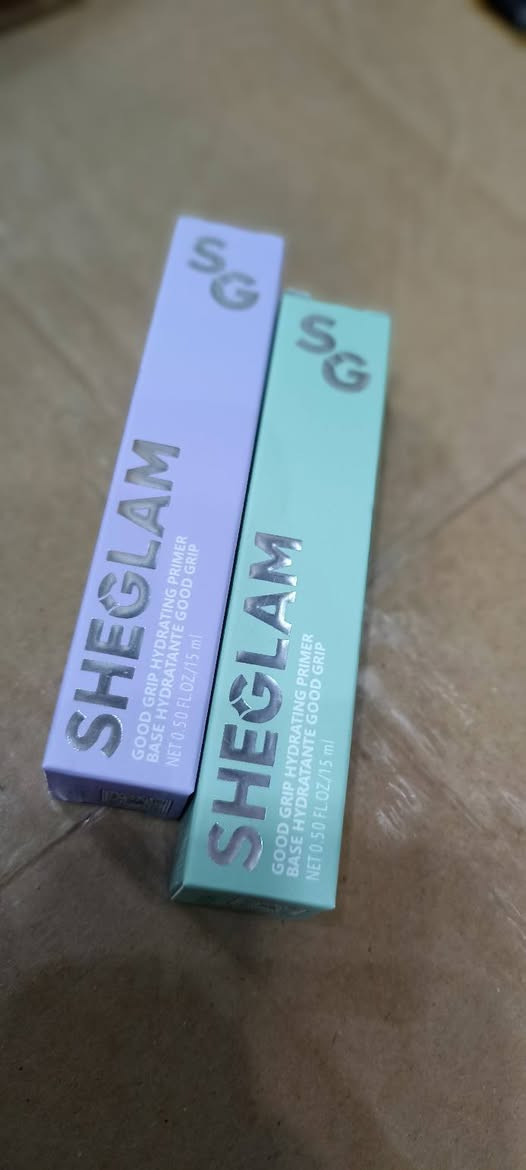 SG
SHEGLAM
GOOD GRIP HYDRATING PRIMER
BASE HYDRATANTE GOOD GRIP
NET 0.50 FL.OZ/15 ml
SG
SHEGLAM
GOOD GRIP HYDRATING PRIMER
BASE HYDRATANTE GOOD GRIP
NET 0.50 FL.OZ/15 ml